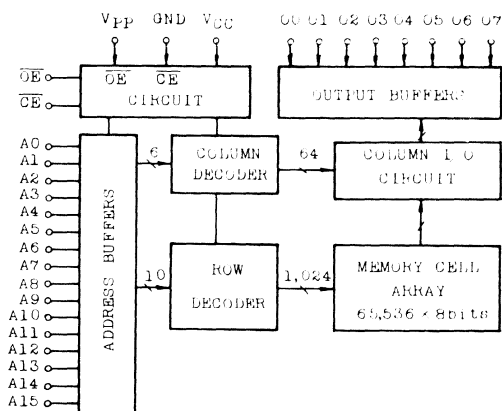 VPP GND VCC
O0 O1 O2 O3 O4 O5 O6 O7
OE
CE
OE CE
CIRCUIT
OUTPUT BUFFERS
A0
A1
A2
A3
A4
A5
A6
A7
A8
A9
A10
A11
A12
A13
A14
A15
ADDRESS BUFFERS
6
COLUMN
DECODER
64
COLUMN I/O
CIRCUIT
10
ROW
DECODER
1,024
MEMORY CELL
ARRAY
65,536 × 8bits